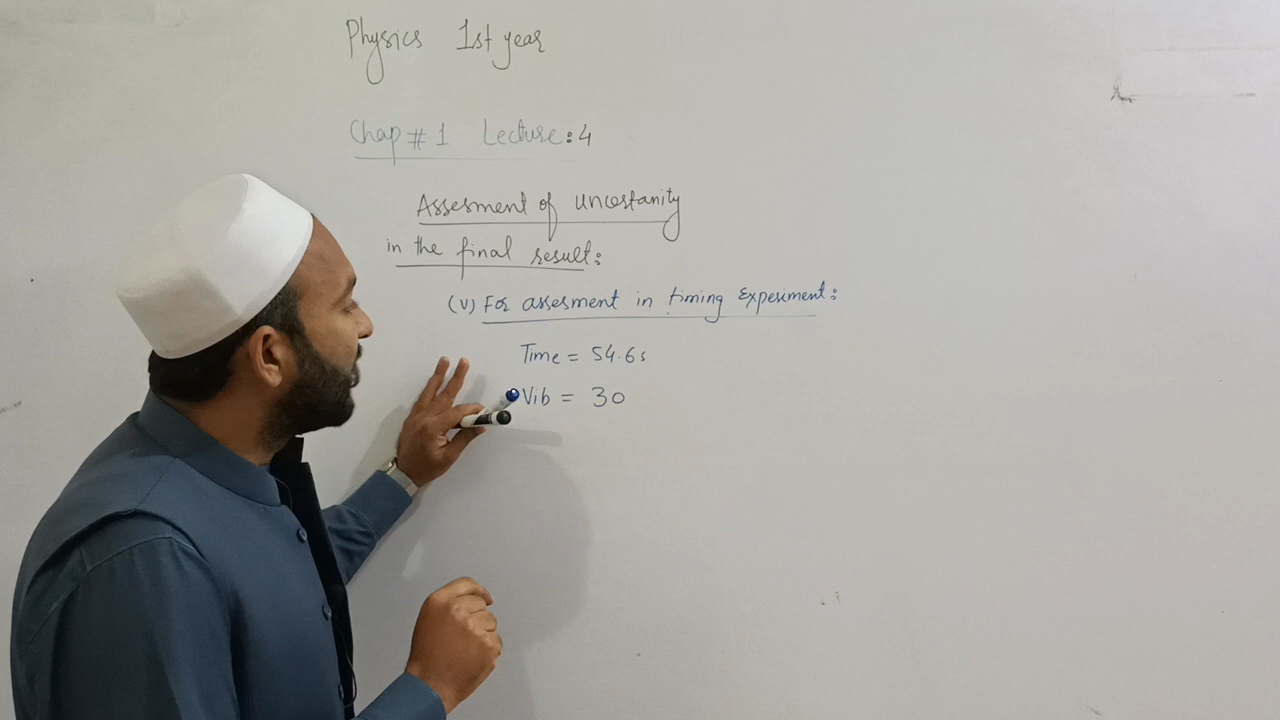 Physics 1st year
Chap # 1 Lecture: 4
Assesment of uncertanity
in the final result:
(V) For assesment in timing Experiment:
Time = 54.6s
Vib = 30